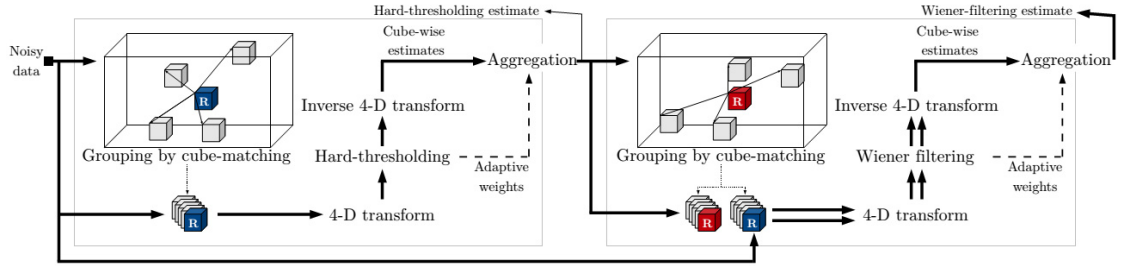 Hard-thresholding estimate
Wiener-filtering estimate
Noisy
data
R
Grouping by cube-matching
R
Cube-wise
estimates
Aggregation
Inverse 4-D transform
Hard-thresholding
Adaptive
weights
4-D transform
R
Grouping by cube-matching
R
R
Cube-wise
estimates
Aggregation
Inverse 4-D transform
Wiener filtering
Adaptive
weights
4-D transform